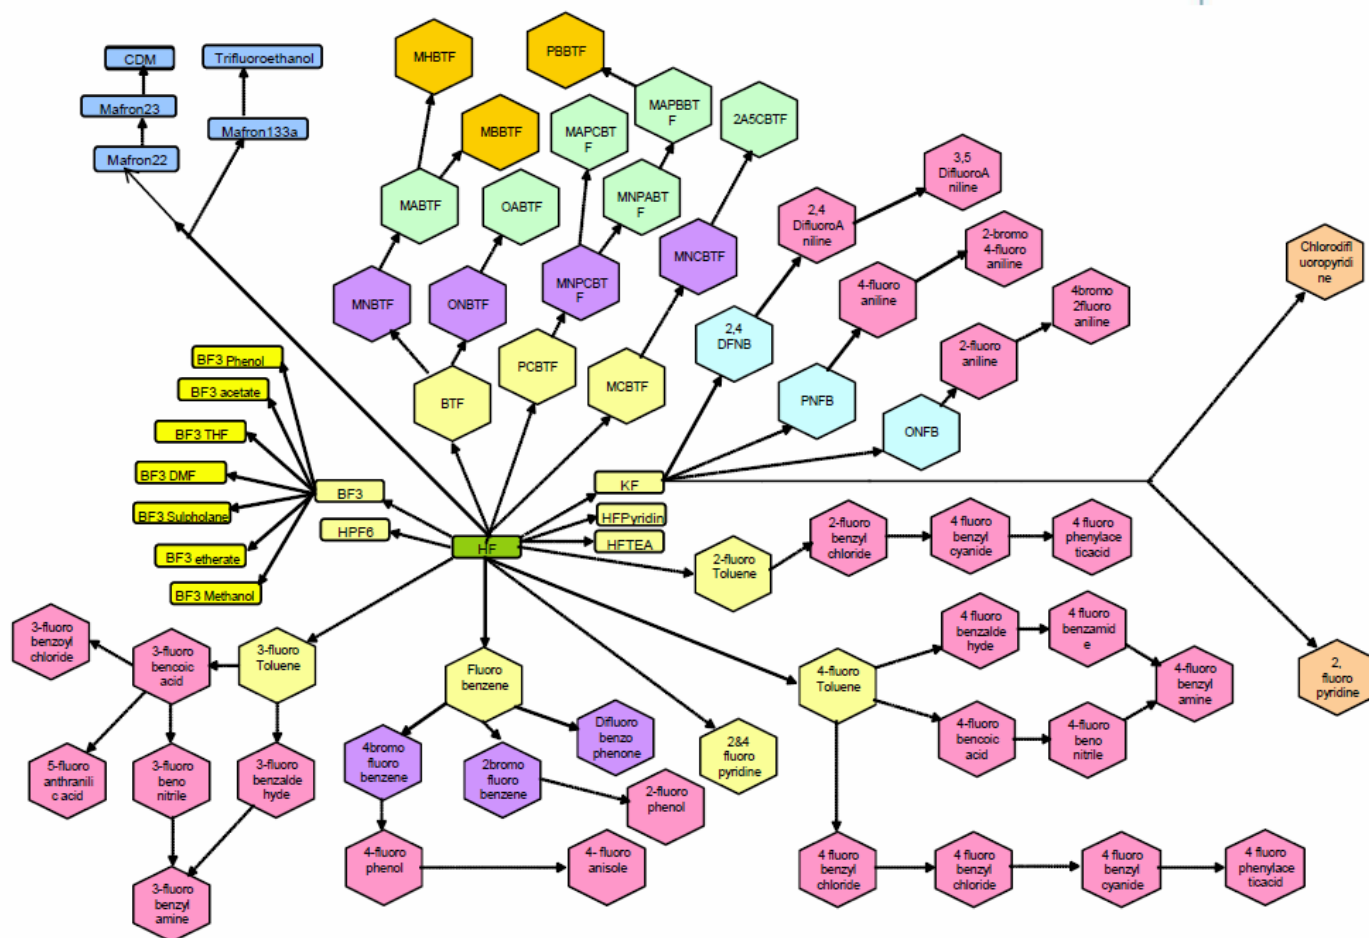 CDM
Trifluoroethanol
Mafron23
Mafron133a
Mafron22
MHBTF
PBBTF
MBBTF
MAPCBT
F
MAPBBT
F
2A5CBTF
MABTF
OABTF
MNPABT
F
MNBTF
ONBTF
MNPCBT
F
MNCBTF
BTF
PCBTF
MCBTF
3,5
DifluoroA
niline
2,4
DifluoroA
niline
2-bromo
4-fluoro
aniline
4-fluoro
aniline
4bromo
2fluoro
aniline
2-fluoro
aniline
2,4
DFNB
PNFB
ONFB
Chlorodifl
uoropyridi
ne
BF3 Phenol
BF3 acetate
BF3 THF
BF3 DMF
BF3 Sulpholane
BF3 etherate
BF3 Methanol
BF3
HPF6
HF
KF
HFPyridin
HFTEA
2-fluoro
Toluene
2-fluoro
benzyl
chloride
4 fluoro
benzyl
cyanide
4 fluoro
phenylace
ticacid
3-fluoro
benzoyl
chloride
3-fluoro
bencoic
acid
3-fluoro
Toluene
5-fluoro
anthranili
c acid
3-fluoro
beno
nitrile
3-fluoro
benzalde
hyde
3-fluoro
benzyl
amine
Fluoro
benzene
4bromo
fluoro
benzene
2bromo
fluoro
benzene
Difluoro
benzo
phenone
2-fluoro
phenol
4-fluoro
phenol
4- fluoro
anisole
2&4
fluoro
pyridine
4-fluoro
Toluene
4 fluoro
benzalde
hyde
4 fluoro
benzamid
e
4-fluoro
benzyl
amine
4-fluoro
bencoic
acid
4-fluoro
beno
nitrile
2,
fluoro
pyridine
4 fluoro
benzyl
chloride
4 fluoro
benzyl
chloride
4 fluoro
benzyl
cyanide
4 fluoro
phenylace
ticacid